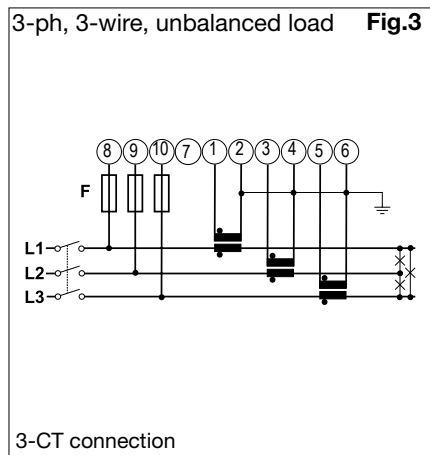 3-ph, 3-wire, unbalanced load Fig.3
8 9 10 7 1 2 3 4 5 6
F
L1
L2
L3
3-CT connection